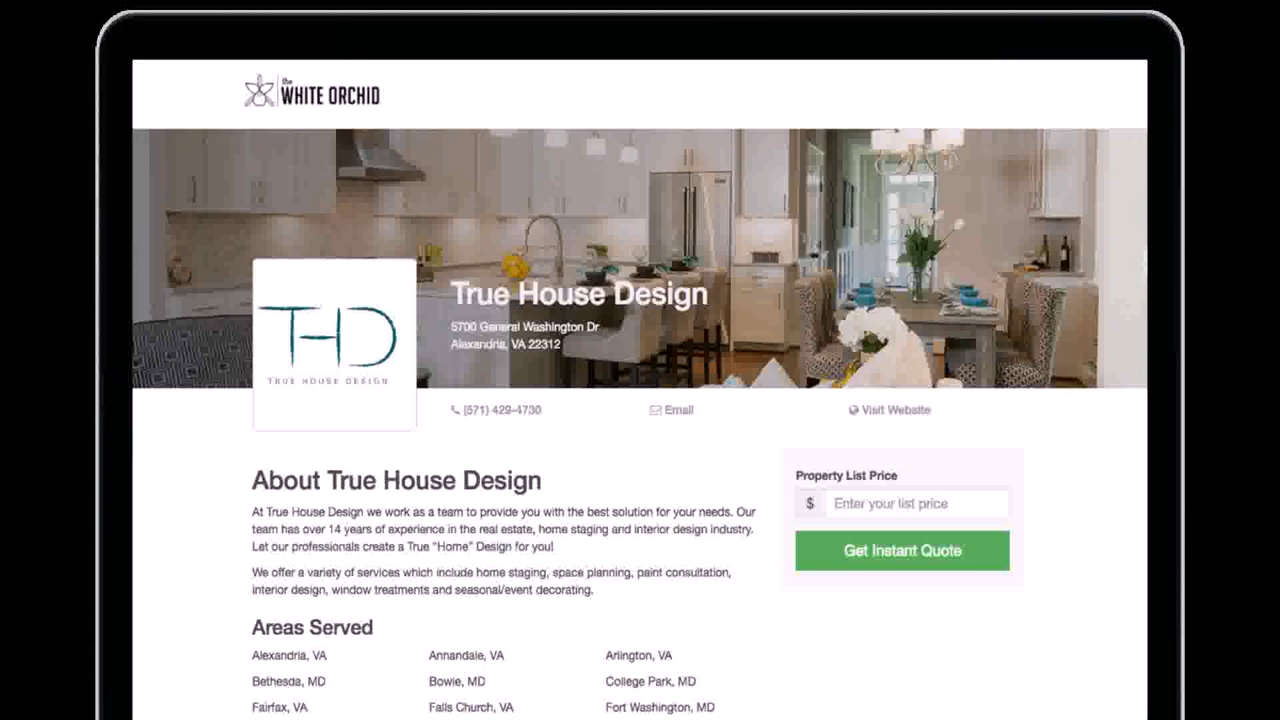 the
WHITE ORCHID
True House Design
5700 General Washington Dr
Alexandria, VA 22312
THD
TRUE HOUSE DESIGN
(571) 429-4730
Email
Visit Website
About True House Design
At True House Design we work as a team to provide you with the best solution for your needs. Our
team has over 14 years of experience in the real estate, home staging and interior design industry.
Let our professionals create a True “Home” Design for you!
We offer a variety of services which include home staging, space planning, paint consultation,
interior design, window treatments and seasonal/event decorating.
Property List Price
$ Enter your list price
Get Instant Quote
Areas Served
Alexandria, VA Annandale, VA Arlington, VA
Bethesda, MD Bowie, MD College Park, MD
Fairfax, VA Falls Church, VA Fort Washington, MD